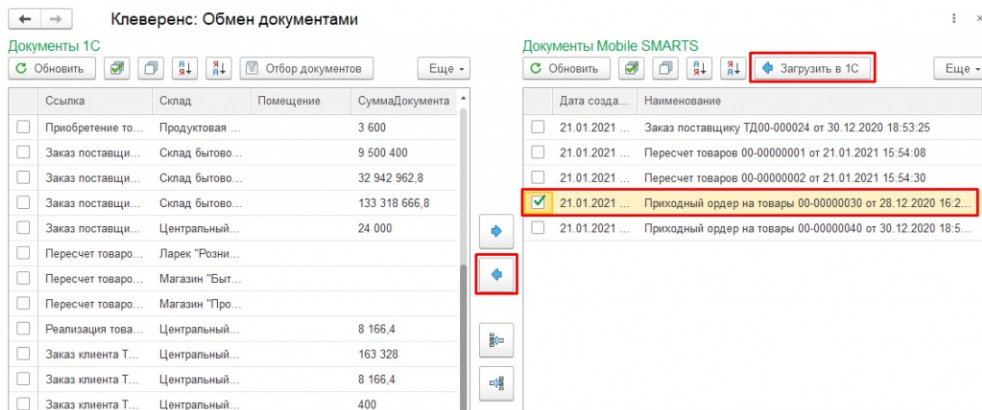 Клеверенс: Обмен документами
Документы 1С
Обновить Отбор документов Еще
Ссылка Склад Помещение СуммаДокумента
Приобретение то... Продуктовая ... 3 600
Заказ поставщи... Склад бытово... 9 500 400
Заказ поставщи... Склад бытово... 32 942 962,8
Заказ поставщи... Склад бытово... 133 318 666,8
Заказ поставщи... Центральный... 24 000
Пересчет товаро... Ларек "Розни...
Пересчет товаро... Магазин "Быт...
Пересчет товаро... Магазин "Про...
Реализация това... Центральный... 8 166,4
Заказ клиента Т... Центральный... 163 328
Заказ клиента Т... Центральный... 8 166,4
Заказ клиента Т... Центральный... 400
Документы Mobile SMARTS
Обновить Загрузить в 1С Еще
Дата созда... Наименование
21.01.2021 ... Заказ поставщику ТД00-000024 от 30.12.2020 18:53:25
21.01.2021 ... Пересчет товаров 00-00000001 от 21.01.2021 15:54:08
21.01.2021 ... Пересчет товаров 00-00000002 от 21.01.2021 15:54:30
21.01.2021 ... Приходный ордер на товары 00-00000030 от 28.12.2020 16:2...
21.01.2021 ... Приходный ордер на товары 00-00000040 от 30.12.2020 18:5...